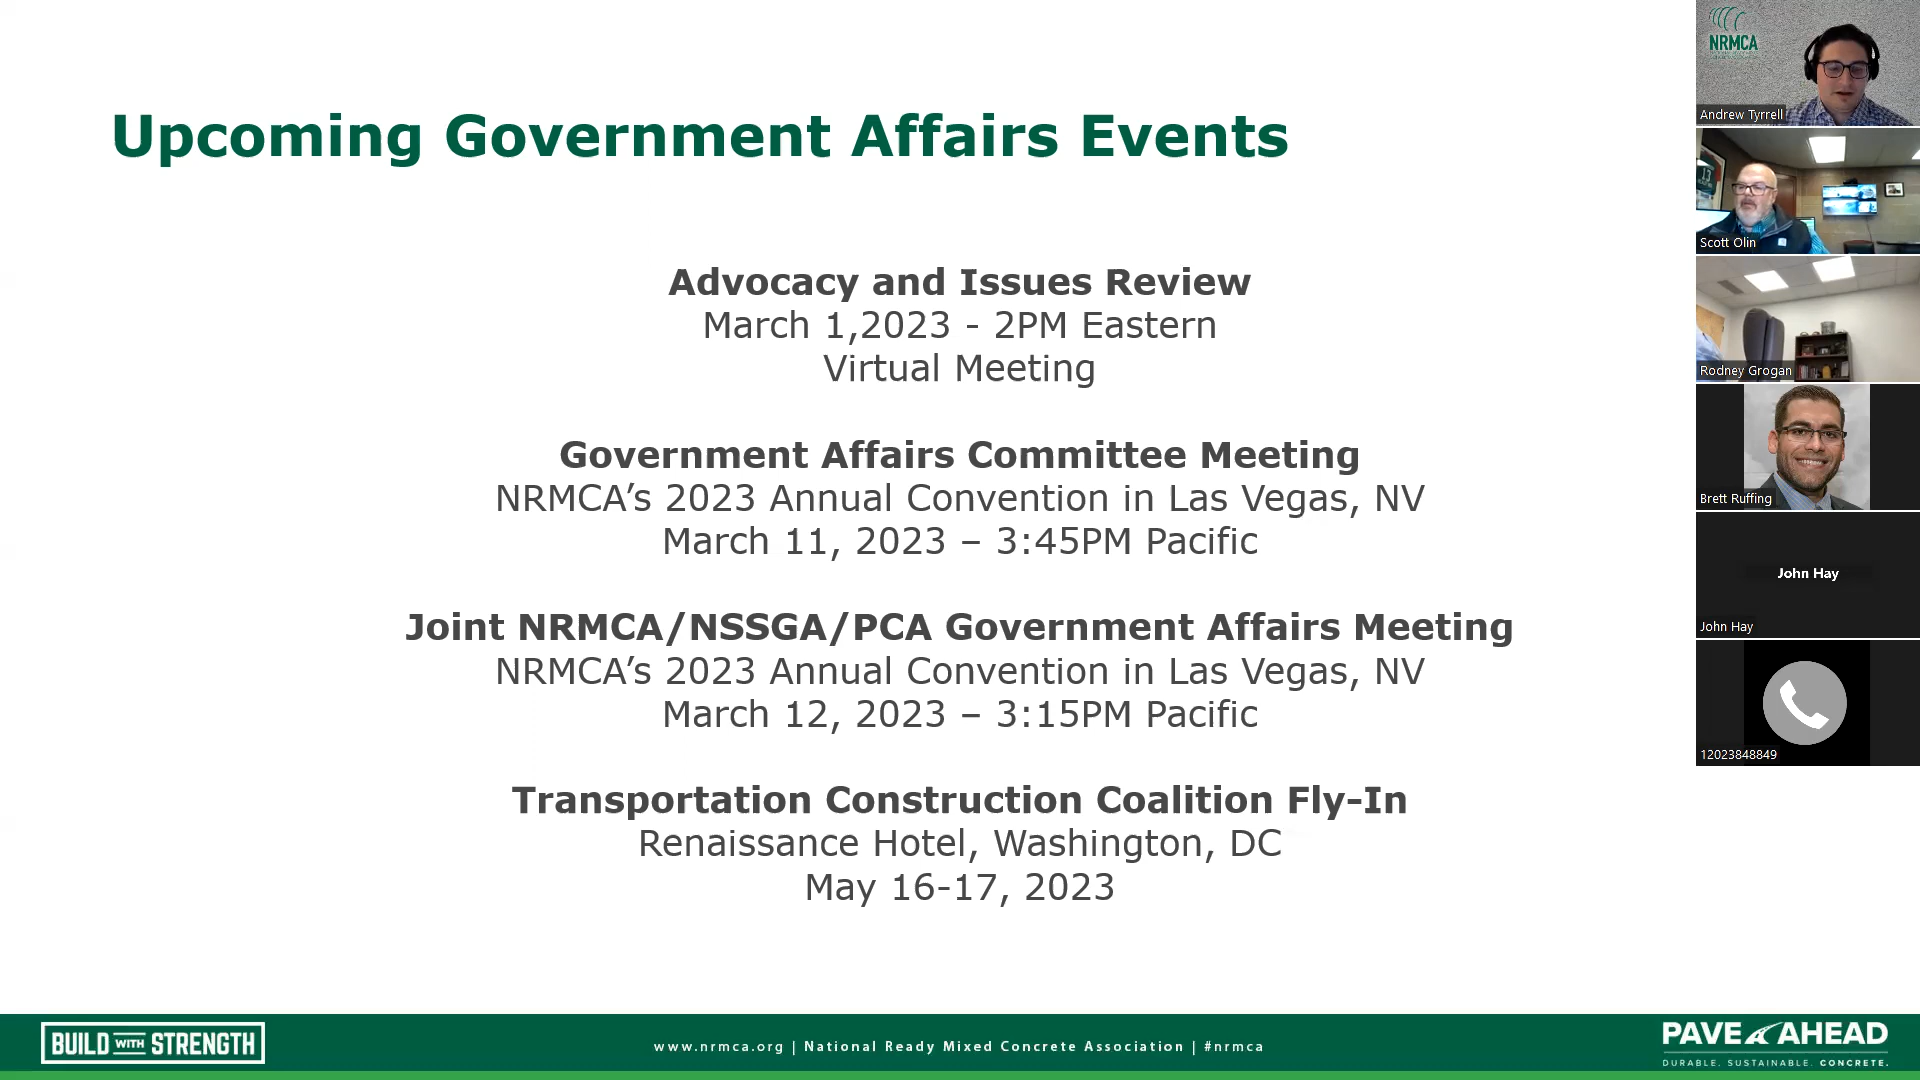 Upcoming Government Affairs Events
Advocacy and Issues Review
March 1,2023 - 2PM Eastern
Virtual Meeting
Government Affairs Committee Meeting
NRMCA’s 2023 Annual Convention in Las Vegas, NV
March 11, 2023 – 3:45PM Pacific
Joint NRMCA/NSSGA/PCA Government Affairs Meeting
NRMCA’s 2023 Annual Convention in Las Vegas, NV
March 12, 2023 – 3:15PM Pacific
Transportation Construction Coalition Fly-In
Renaissance Hotel, Washington, DC
May 16-17, 2023
NRMCA
Andrew Tyrrell
13
Scott Olin
Rodney Grogan
Brett Ruffing
John Hay
John Hay
12023848849
BUILD WITH STRENGTH
www.nrmca.org | National Ready Mixed Concrete Association | #nrmca
PAVE AHEAD
DURABLE. SUSTAINABLE. CONCRETE.